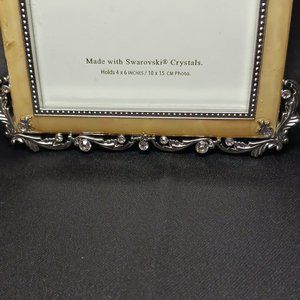 Made with Swarovski® Crystals.
Holds 4 x 6 INCHES / 10 x 15 CM Photo.